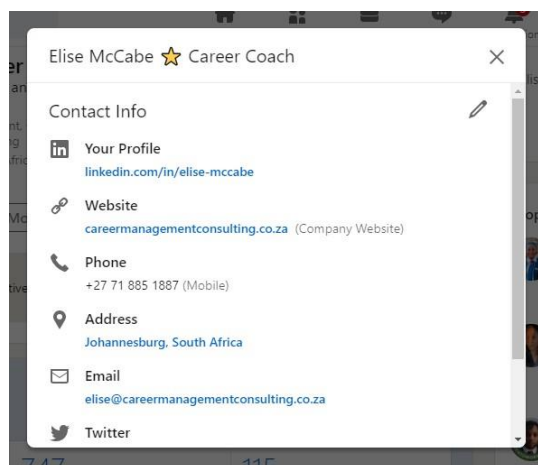 Elise McCabe ⭐ Career Coach
Contact Info
Your Profile
linkedin.com/in/elise-mccabe
Website
careermanagementconsulting.co.za (Company Website)
Phone
+27 71 885 1887 (Mobile)
Address
Johannesburg, South Africa
Email
elise@careermanagementconsulting.co.za
Twitter